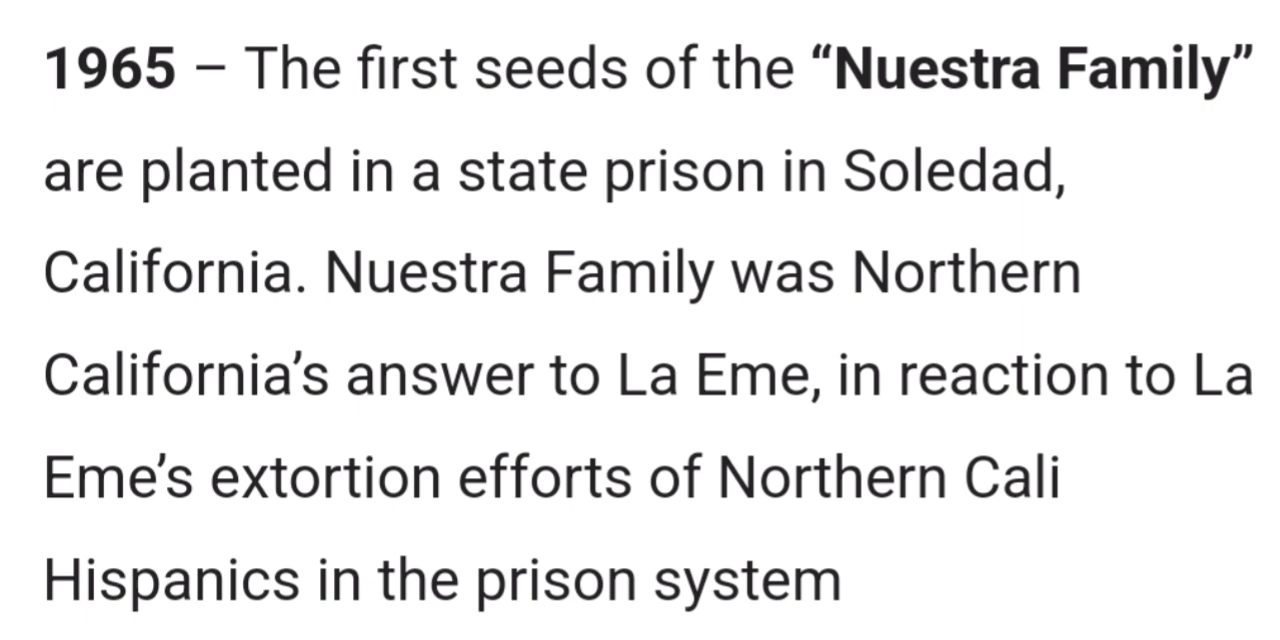 1965 – The first seeds of the “Nuestra Family”
are planted in a state prison in Soledad,
California. Nuestra Family was Northern
California’s answer to La Eme, in reaction to La
Eme’s extortion efforts of Northern Cali
Hispanics in the prison system